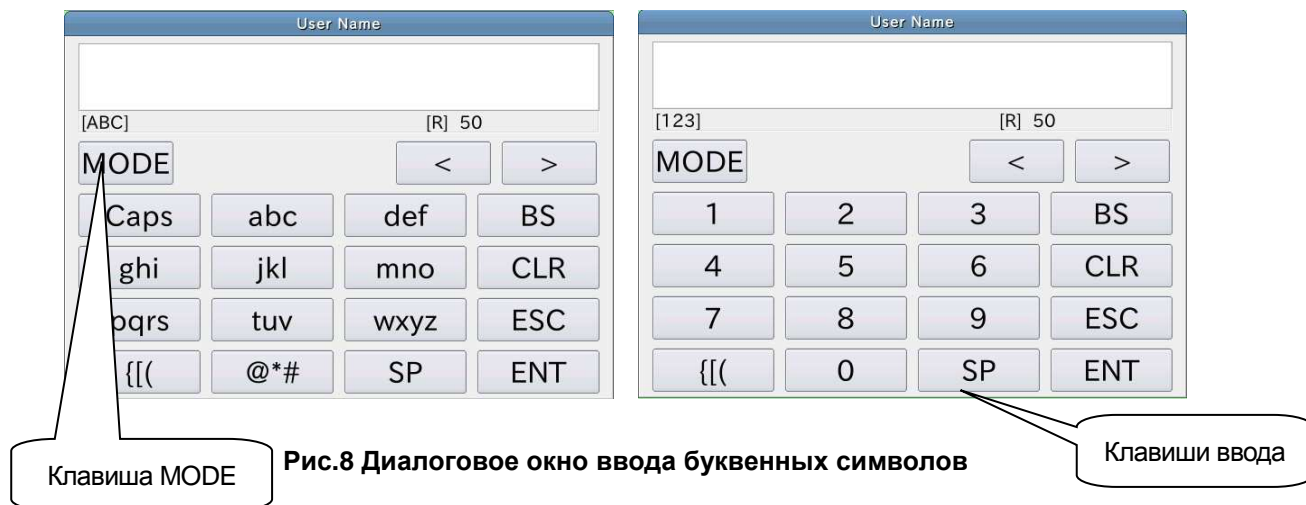 User Name
[ABC] [R] 50
MODE < >
Caps abc def BS
ghi jkl mno CLR
pqrs tuv wxyz ESC
{[( @*# SP ENT
User Name
[123] [R] 50
MODE < >
1 2 3 BS
4 5 6 CLR
7 8 9 ESC
{[( 0 SP ENT
Клавиша MODE
Рис.8 Диалоговое окно ввода буквенных символов
Клавиши ввода